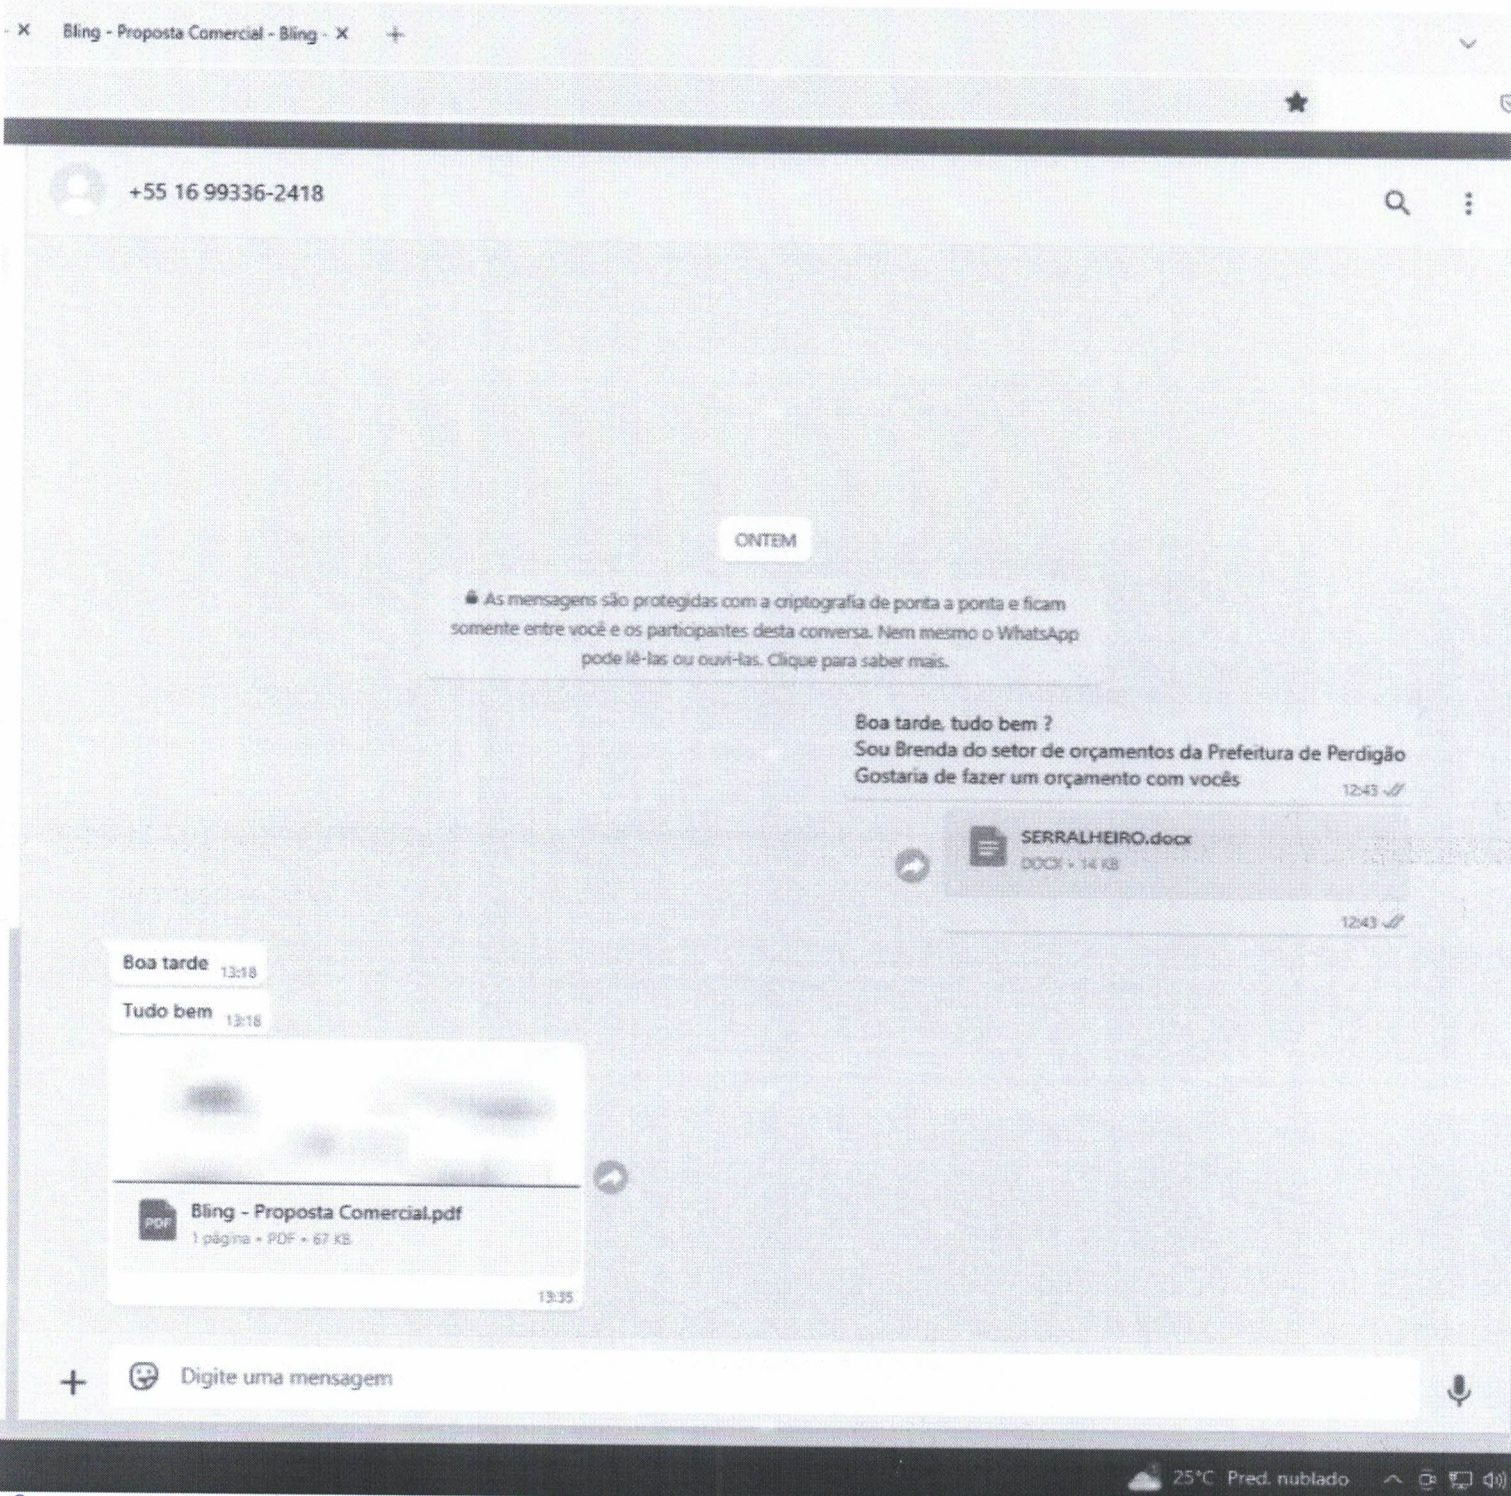 Bling - Proposta Comercial - Bling -
+55 16 99336-2418
ONTEM
As mensagens são protegidas com a criptografia de ponta a ponta e ficam
somente entre você e os participantes desta conversa. Nem mesmo o WhatsApp
pode lê-las ou ouvi-las. Clique para saber mais.
Boa tarde, tudo bem ?
Sou Brenda do setor de orçamentos da Prefeitura de Perdigão
Gostaria de fazer um orçamento com vocês
12:43
SERRALHEIRO.docx
DOCX • 14 KB
12:43
Boa tarde 13:18
Tudo bem 13:18
PDF
Bling - Proposta Comercial.pdf
1 página • PDF • 67 KB
13:35
Digite uma mensagem
25°C Pred. nublado